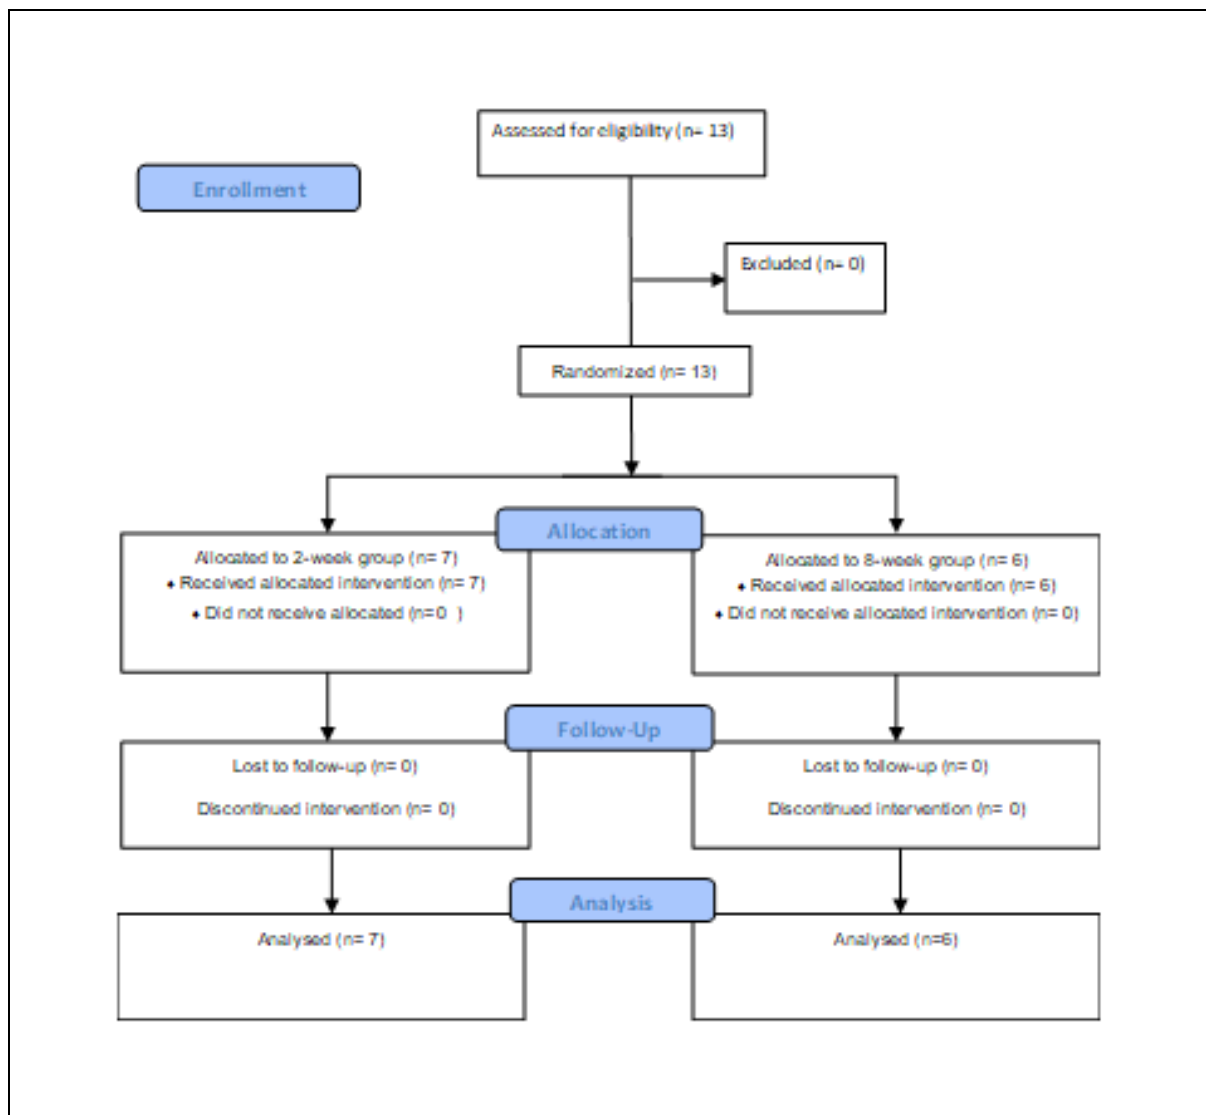 Assessed for eligibility (n= 13)
Enrollment
Excluded (n= 0)
Randomized (n= 13)
Allocation
Allocated to 2-week group (n= 7)
♦ Received allocated intervention (n= 7)
♦ Did not receive allocated (n=0  )
Allocated to 8-week group (n= 6)
♦ Received allocated intervention (n= 6)
♦ Did not receive allocated intervention (n= 0)
Follow-Up
Lost to follow-up (n= 0)
Discontinued intervention (n= 0)
Lost to follow-up (n= 0)
Discontinued intervention (n= 0)
Analysis
Analysed (n= 7)
Analysed (n=6)